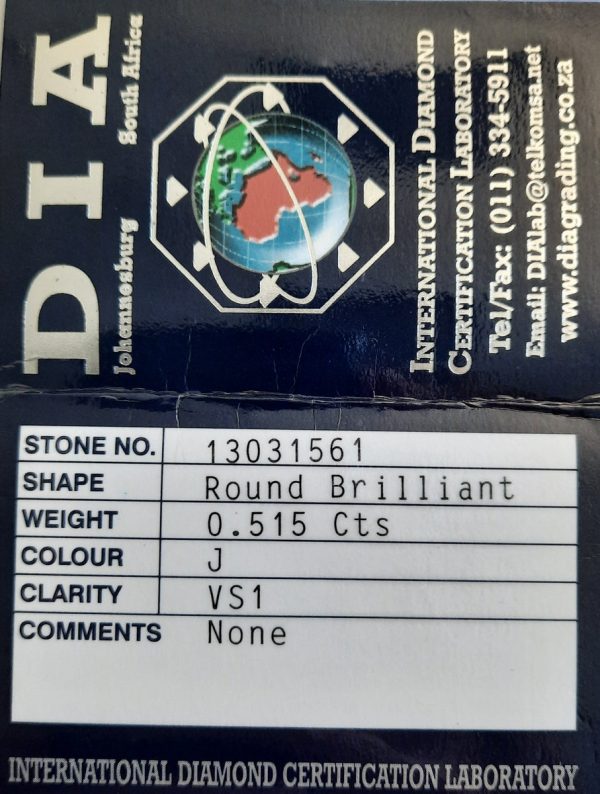 DIA
Johannesburg South Africa
INTERNATIONAL DIAMOND
CERTIFICATION LABORATORY
Tel/Fax: (011) 334-5911
Email: DIAlab@telkomsa.net
www.diagrading.co.za
STONE NO. 13031561
SHAPE Round Brilliant
WEIGHT 0.515 Cts
COLOUR J
CLARITY VS1
COMMENTS None
INTERNATIONAL DIAMOND CERTIFICATION LABORATORY